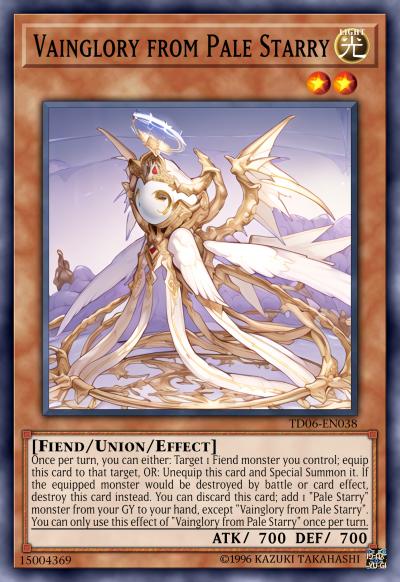 VAINGLORY FROM PALE STARRY
LIGHT
光
TD06-EN038
[FIEND/UNION/EFFECT]
Once per turn, you can either: Target 1 Fiend monster you control; equip
this card to that target, OR: Unequip this card and Special Summon it. If
the equipped monster would be destroyed by battle or card effect,
destroy this card instead. You can discard this card; add 1 "Pale Starry"
monster from your GY to your hand, except "Vainglory from Pale Starry".
You can only use this effect of "Vainglory from Pale Starry" once per turn.
ATK/ 700 DEF/ 700
15004369
©1996 KAZUKI TAKAHASHI